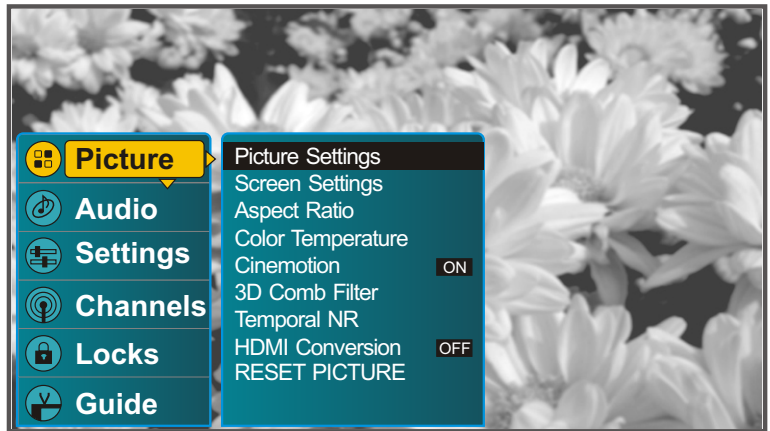 Picture
Audio
Settings
Channels
Locks
Guide
Picture Settings
Screen Settings
Aspect Ratio
Color Temperature
Cinemotion ON
3D Comb Filter
Temporal NR
HDMI Conversion OFF
RESET PICTURE